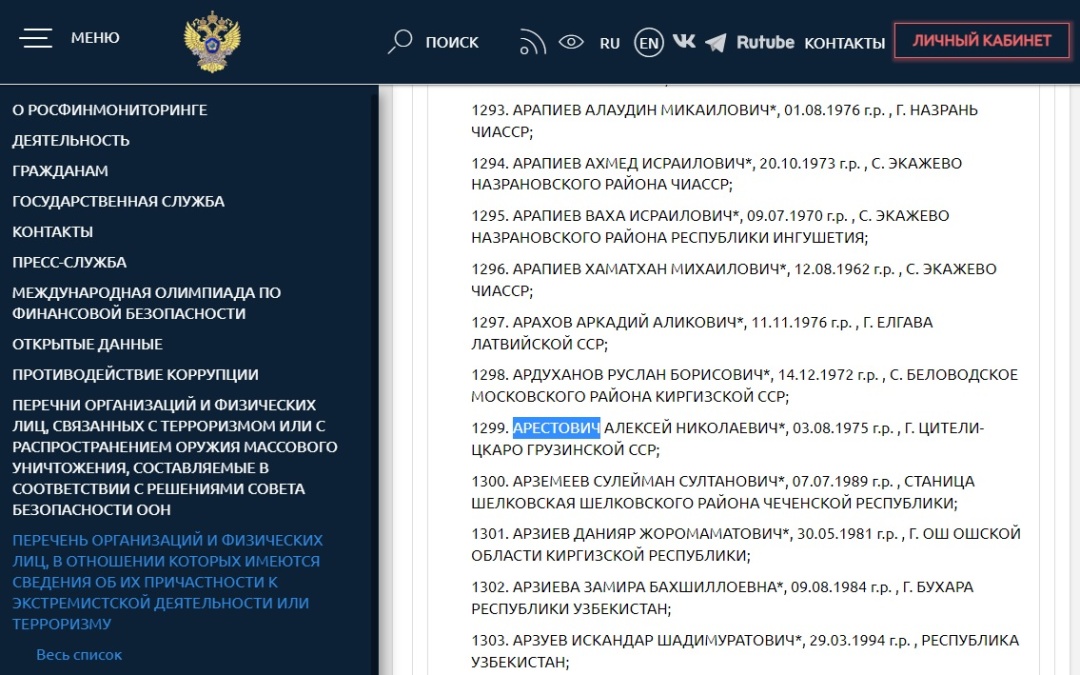 МЕНЮ
ПОИСК
RU
EN
Rutube
КОНТАКТЫ
ЛИЧНЫЙ КАБИНЕТ
О РОСФИНМОНИТОРИНГЕ
ДЕЯТЕЛЬНОСТЬ
ГРАЖДАНАМ
ГОСУДАРСТВЕННАЯ СЛУЖБА
КОНТАКТЫ
ПРЕСС-СЛУЖБА
МЕЖДУНАРОДНАЯ ОЛИМПИАДА ПО
ФИНАНСОВОЙ БЕЗОПАСНОСТИ
ОТКРЫТЫЕ ДАННЫЕ
ПРОТИВОДЕЙСТВИЕ КОРРУПЦИИ
ПЕРЕЧНИ ОРГАНИЗАЦИЙ И ФИЗИЧЕСКИХ
ЛИЦ, СВЯЗАННЫХ С ТЕРРОРИЗМОМ ИЛИ С
РАСПРОСТРАНЕНИЕМ ОРУЖИЯ МАССОВОГО
УНИЧТОЖЕНИЯ, СОСТАВЛЯЕМЫЕ В
СООТВЕТСТВИИ С РЕШЕНИЯМИ СОВЕТА
БЕЗОПАСНОСТИ ООН
ПЕРЕЧЕНЬ ОРГАНИЗАЦИЙ И ФИЗИЧЕСКИХ
ЛИЦ, В ОТНОШЕНИИ КОТОРЫХ ИМЕЮТСЯ
СВЕДЕНИЯ ОБ ИХ ПРИЧАСТНОСТИ К
ЭКСТРЕМИСТСКОЙ ДЕЯТЕЛЬНОСТИ ИЛИ
ТЕРРОРИЗМУ
Весь список
1293. АРАПИЕВ АЛАУДИН МИКАИЛОВИЧ*, 01.08.1976 г.р. , Г. НАЗРАНЬ
ЧИАССР;
1294. АРАПИЕВ АХМЕД ИСРАИЛОВИЧ*, 20.10.1973 г.р. , С. ЭКАЖЕВО
НАЗРАНОВСКОГО РАЙОНА ЧИАССР;
1295. АРАПИЕВ ВАХА ИСРАИЛОВИЧ*, 09.07.1970 г.р. , С. ЭКАЖЕВО
НАЗРАНОВСКОГО РАЙОНА РЕСПУБЛИКИ ИНГУШЕТИЯ;
1296. АРАПИЕВ ХАМАТХАН МИХАИЛОВИЧ*, 12.08.1962 г.р. , С. ЭКАЖЕВО
ЧИАССР;
1297. АРАХОВ АРКАДИЙ АЛИКОВИЧ*, 11.11.1976 г.р. , Г. ЕЛГАВА
ЛАТВИЙСКОЙ ССР;
1298. АРДУХАНОВ РУСЛАН БОРИСОВИЧ*, 14.12.1972 г.р. , С. БЕЛОВОДСКОЕ
МОСКОВСКОГО РАЙОНА КИРГИЗСКОЙ ССР;
1299. АРЕСТОВИЧ АЛЕКСЕЙ НИКОЛАЕВИЧ*, 03.08.1975 г.р. , Г. ЦИТЕЛИ-
ЦКАРО ГРУЗИНСКОЙ ССР;
1300. АРЗЕМЕЕВ СУЛЕЙМАН СУЛТАНОВИЧ*, 07.07.1989 г.р. , СТАНИЦА
ШЕЛКОВСКАЯ ШЕЛКОВСКОГО РАЙОНА ЧЕЧЕНСКОЙ РЕСПУБЛИКИ;
1301. АРЗИЕВ ДАНИЯР ЖОРОМАМАТОВИЧ*, 30.05.1981 г.р. , Г. ОШ ОШСКОЙ
ОБЛАСТИ КИРГИЗСКОЙ РЕСПУБЛИКИ;
1302. АРЗИЕВА ЗАМИРА БАХШИЛЛОЕВНА*, 09.08.1984 г.р. , Г. БУХАРА
РЕСПУБЛИКИ УЗБЕКИСТАН;
1303. АРЗУЕВ ИСКАНДАР ШАДИМУРАТОВИЧ*, 29.03.1994 г.р. , РЕСПУБЛИКА
УЗБЕКИСТАН;